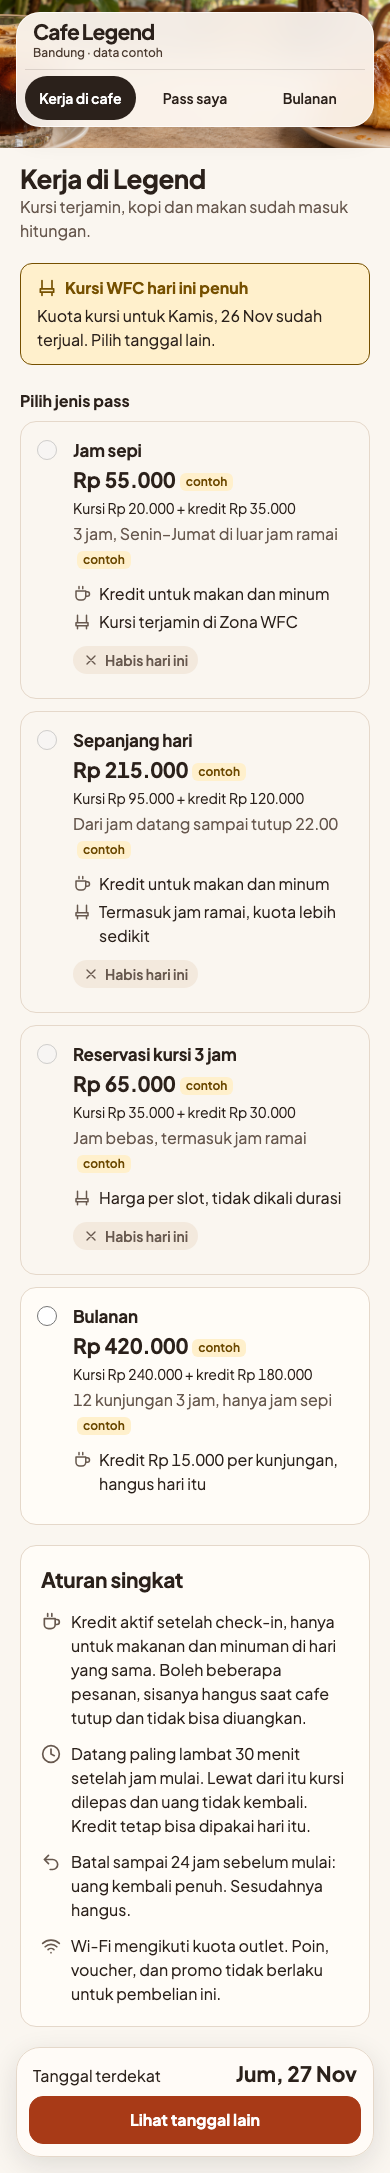 Cafe Legend
Bandung · data contoh
Kerja di cafe
Pass saya
Bulanan
Kerja di Legend
Kursi terjamin, kopi dan makan sudah masuk
hitungan.
Kursi WFC hari ini penuh
Kuota kursi untuk Kamis, 26 Nov sudah
terjual. Pilih tanggal lain.
Pilih jenis pass
Jam sepi
Rp 55.000 contoh
Kursi Rp 20.000 + kredit Rp 35.000
3 jam, Senin–Jumat di luar jam ramai
contoh
Kredit untuk makan dan minum
Kursi terjamin di Zona WFC
Habis hari ini
Sepanjang hari
Rp 215.000 contoh
Kursi Rp 95.000 + kredit Rp 120.000
Dari jam datang sampai tutup 22.00
contoh
Kredit untuk makan dan minum
Termasuk jam ramai, kuota lebih
sedikit
Habis hari ini
Reservasi kursi 3 jam
Rp 65.000 contoh
Kursi Rp 35.000 + kredit Rp 30.000
Jam bebas, termasuk jam ramai
contoh
Harga per slot, tidak dikali durasi
Habis hari ini
Bulanan
Rp 420.000 contoh
Kursi Rp 240.000 + kredit Rp 180.000
12 kunjungan 3 jam, hanya jam sepi
contoh
Kredit Rp 15.000 per kunjungan,
hangus hari itu
Aturan singkat
Kredit aktif setelah check-in, hanya
untuk makanan dan minuman di hari
yang sama. Boleh beberapa
pesanan, sisanya hangus saat cafe
tutup dan tidak bisa diuangkan.
Datang paling lambat 30 menit
setelah jam mulai. Lewat dari itu kursi
dilepas dan uang tidak kembali.
Kredit tetap bisa dipakai hari itu.
Batal sampai 24 jam sebelum mulai:
uang kembali penuh. Sesudahnya
hangus.
Wi-Fi mengikuti kuota outlet. Poin,
voucher, dan promo tidak berlaku
untuk pembelian ini.
Tanggal terdekat
Jum, 27 Nov
Lihat tanggal lain